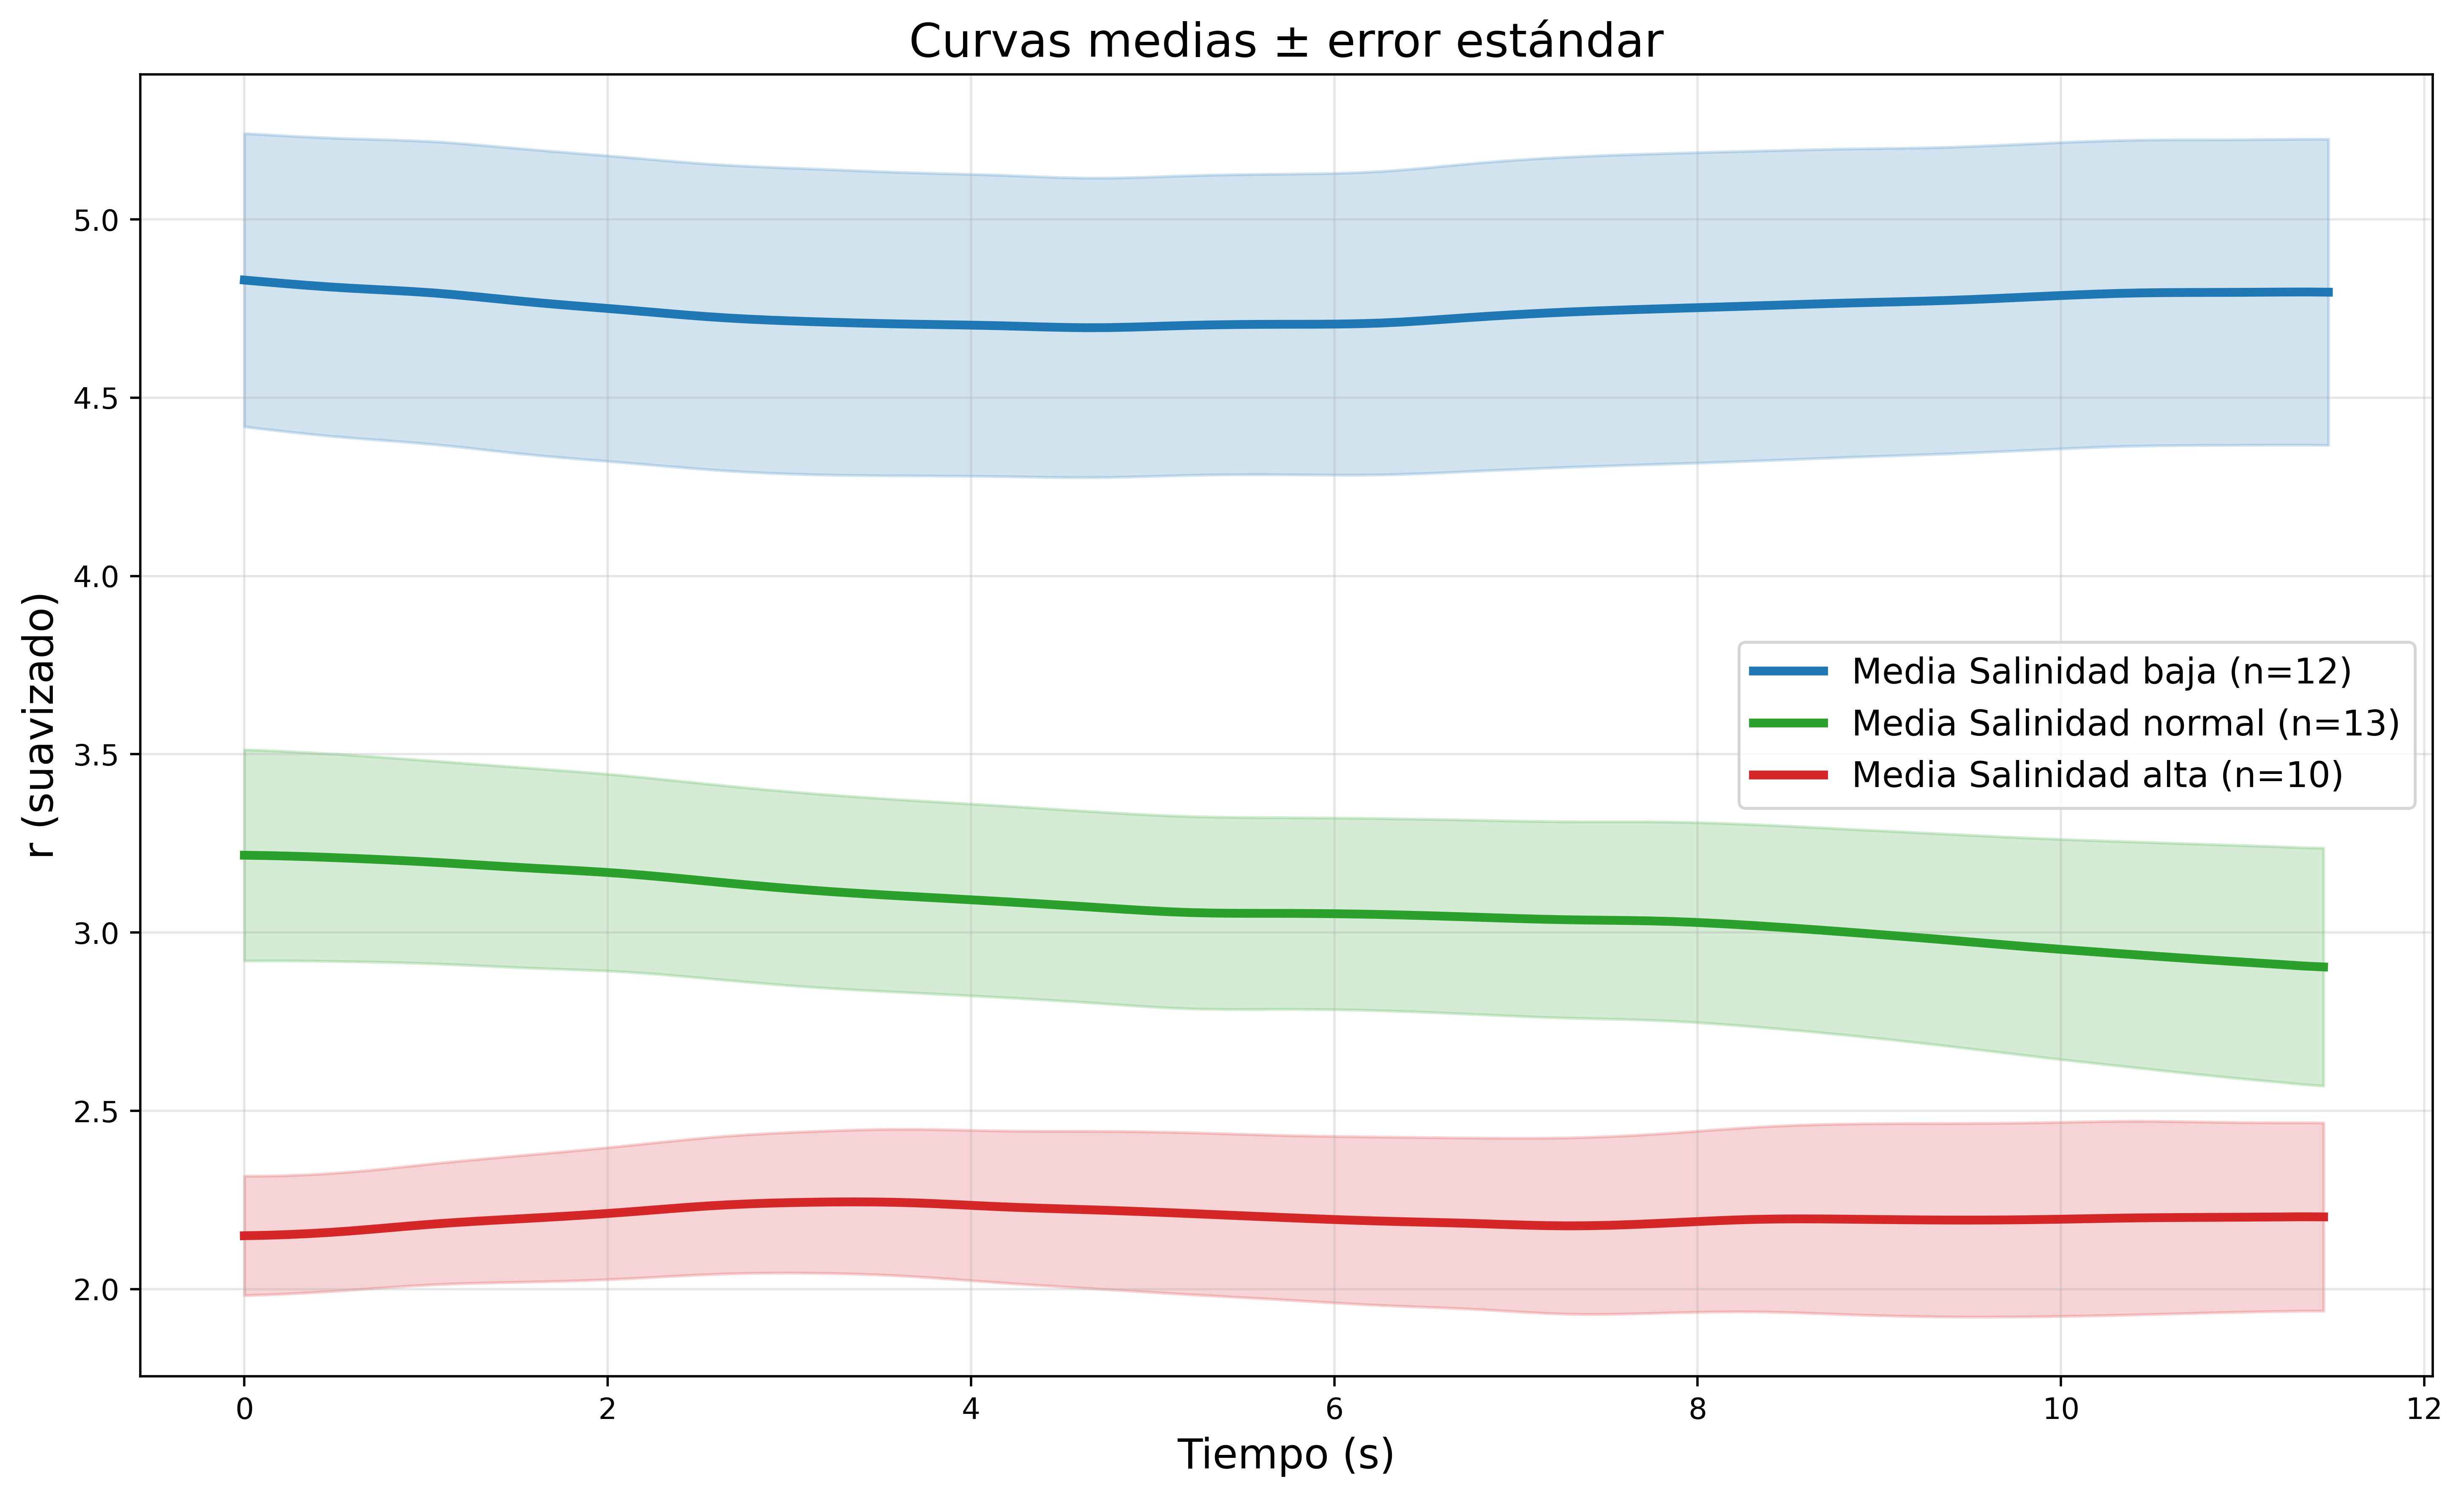 Curvas medias ± error estándar
r (suavizado)
5.0
4.5
4.0
3.5
3.0
2.5
2.0
Media Salinidad baja (n=12)
Media Salinidad normal (n=13)
Media Salinidad alta (n=10)
0 2 4 6 8 10 12
Tiempo (s)